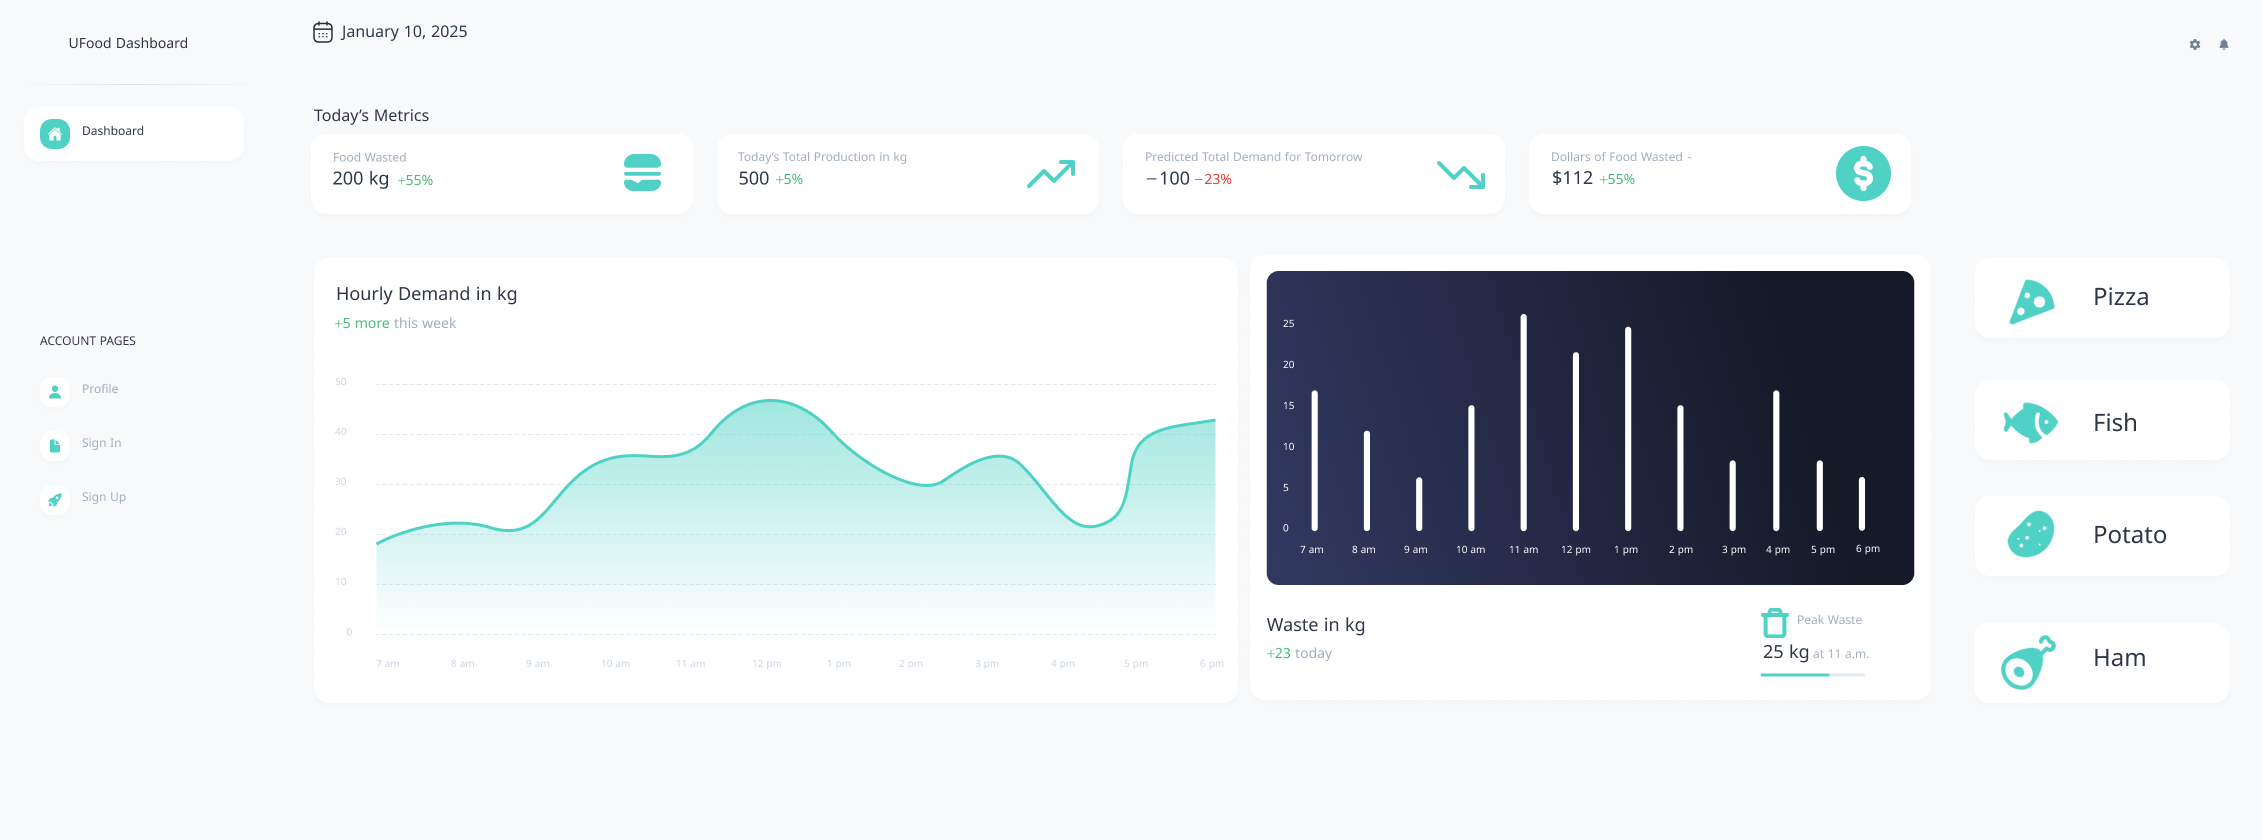 UFood Dashboard
January 10, 2025
Dashboard
ACCOUNT PAGES
Profile
Sign In
Sign Up
Today’s Metrics
Food Wasted
200 kg +55%
Today’s Total Production in kg
500 +5%
Predicted Total Demand for Tomorrow
−100 −23%
Dollars of Food Wasted -
$112 +55%
Hourly Demand in kg
+5 more this week
50
40
30
20
10
0
7 am 8 am 9 am 10 am 11 am 12 pm 1 pm 2 pm 3 pm 4 pm 5 pm 6 pm
25
20
15
10
5
0
7 am 8 am 9 am 10 am 11 am 12 pm 1 pm 2 pm 3 pm 4 pm 5 pm 6 pm
Waste in kg
+23 today
Peak Waste
25 kg at 11 a.m.
Pizza
Fish
Potato
Ham